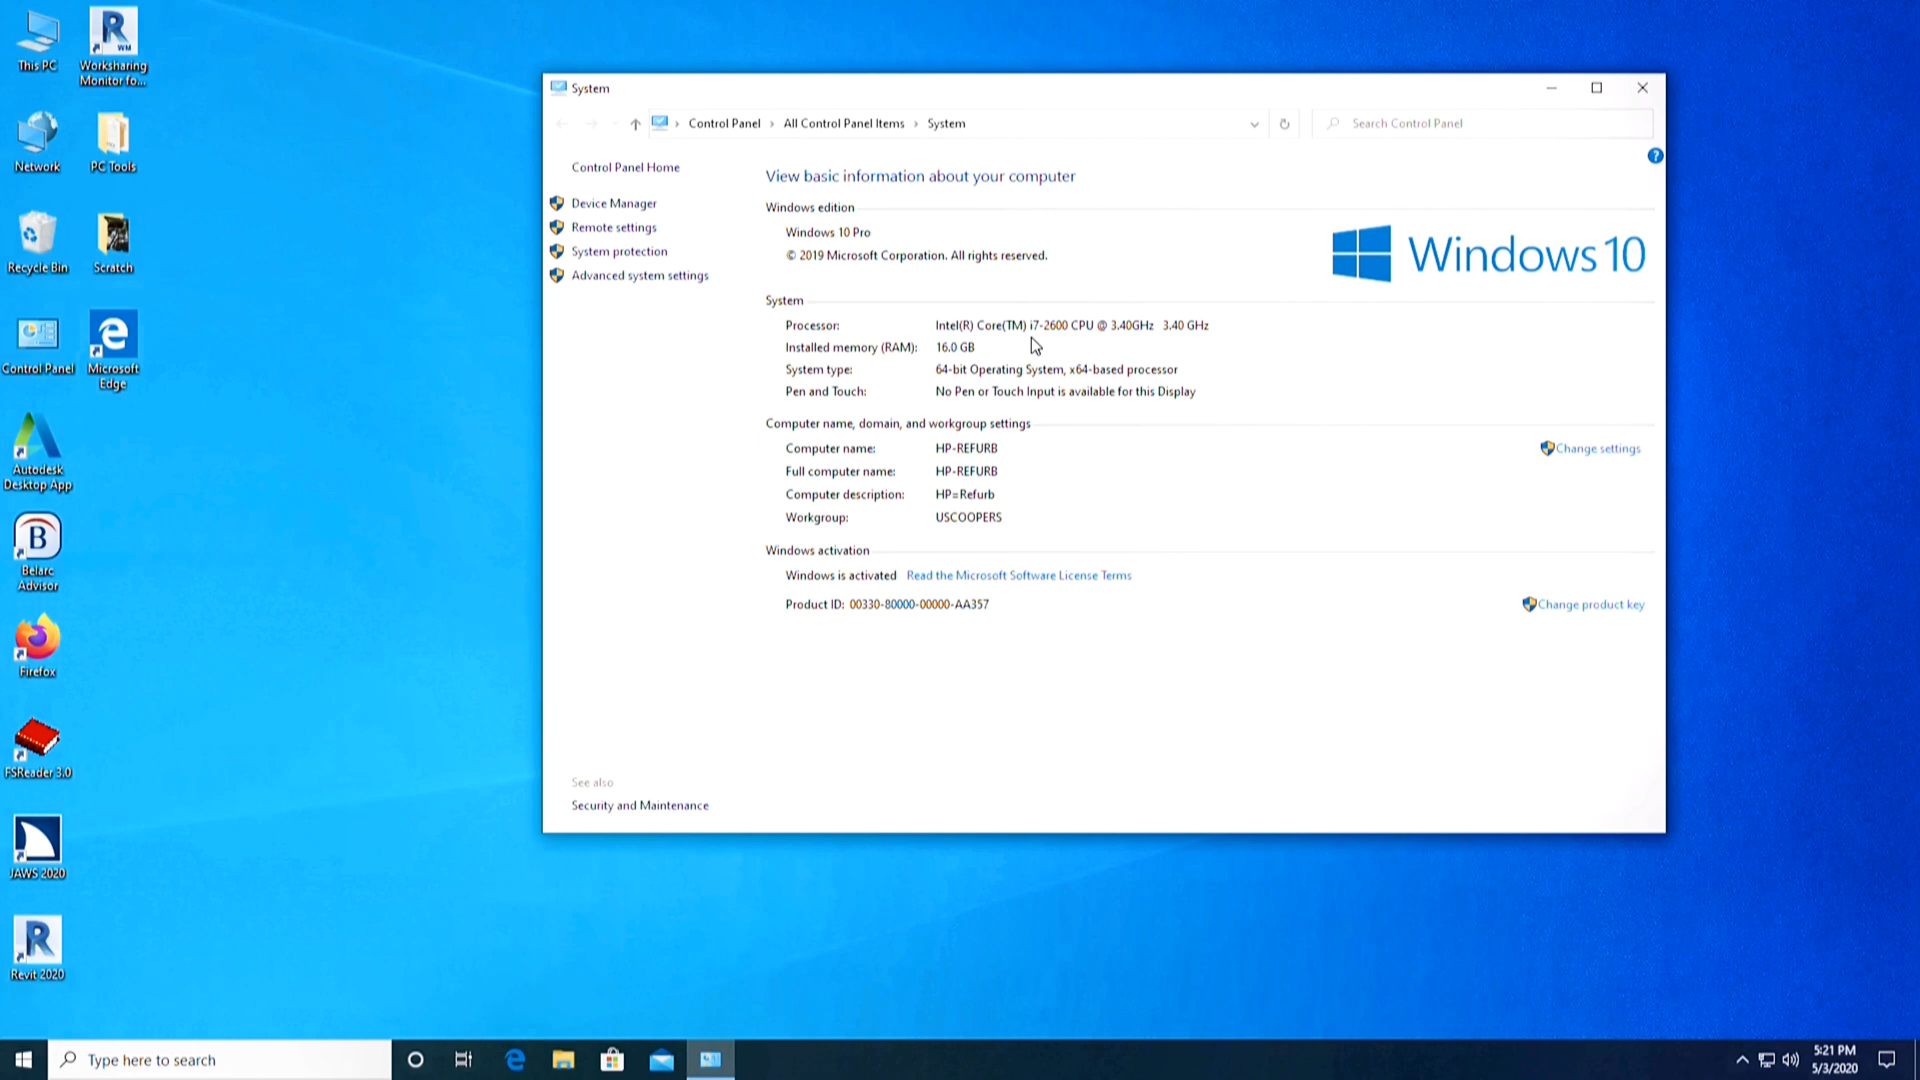 This PC
Worksharing
Monitor fo...
Network
PC Tools
Recycle Bin
Scratch
Control Panel
Microsoft
Edge
Autodesk
Desktop App
Belarc
Advisor
Firefox
FSReader 3.0
JAWS 2020
Revit 2020
System
Control Panel › All Control Panel Items › System
Search Control Panel
Control Panel Home
Device Manager
Remote settings
System protection
Advanced system settings
See also
Security and Maintenance
View basic information about your computer
Windows edition
Windows 10 Pro
© 2019 Microsoft Corporation. All rights reserved.
Windows 10
System
Processor: Intel(R) Core(TM) i7-2600 CPU @ 3.40GHz 3.40 GHz
Installed memory (RAM): 16.0 GB
System type: 64-bit Operating System, x64-based processor
Pen and Touch: No Pen or Touch Input is available for this Display
Computer name, domain, and workgroup settings
Computer name: HP-REFURB
Change settings
Full computer name: HP-REFURB
Computer description: HP=Refurb
Workgroup: USCOOPERS
Windows activation
Windows is activated Read the Microsoft Software License Terms
Product ID: 00330-80000-00000-AA357
Change product key
Type here to search
5:21 PM
5/3/2020